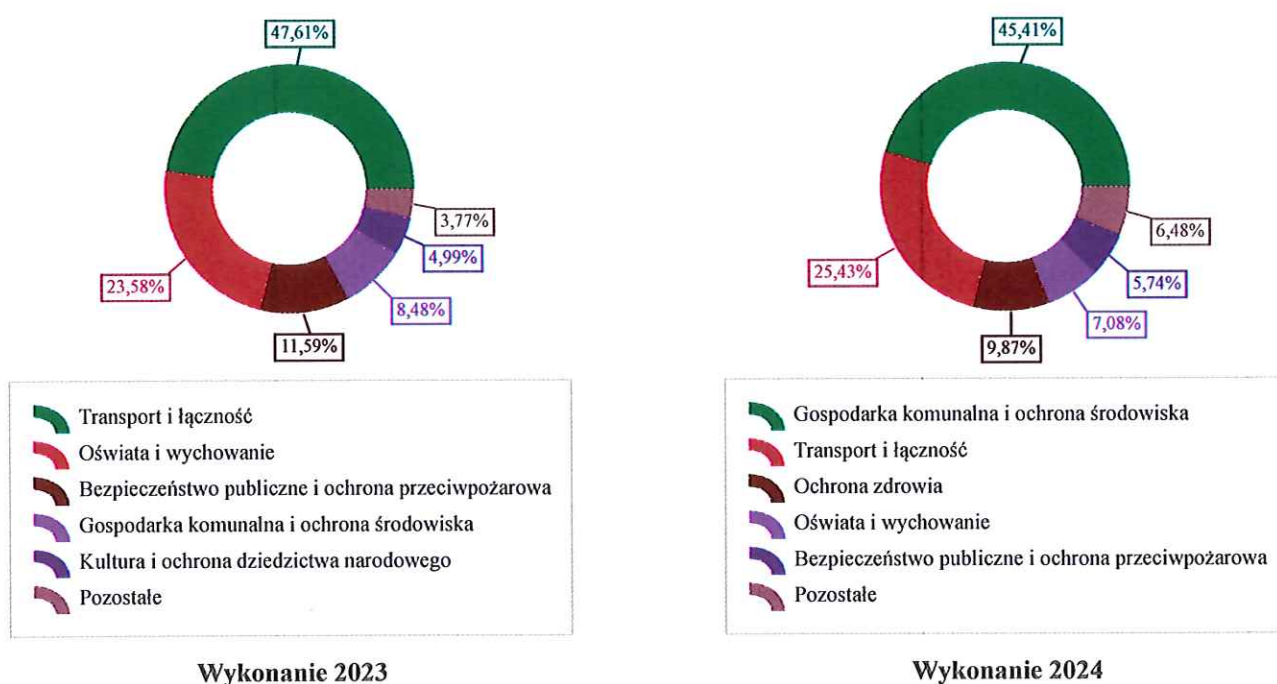 47,61%
3,77%
4,99%
8,48%
11,59%
23,58%
Transport i łączność
Oświata i wychowanie
Bezpieczeństwo publiczne i ochrona przeciwpożarowa
Gospodarka komunalna i ochrona środowiska
Kultura i ochrona dziedzictwa narodowego
Pozostałe
Wykonanie 2023
45,41%
6,48%
5,74%
7,08%
9,87%
25,43%
Gospodarka komunalna i ochrona środowiska
Transport i łączność
Ochrona zdrowia
Oświata i wychowanie
Bezpieczeństwo publiczne i ochrona przeciwpożarowa
Pozostałe
Wykonanie 2024